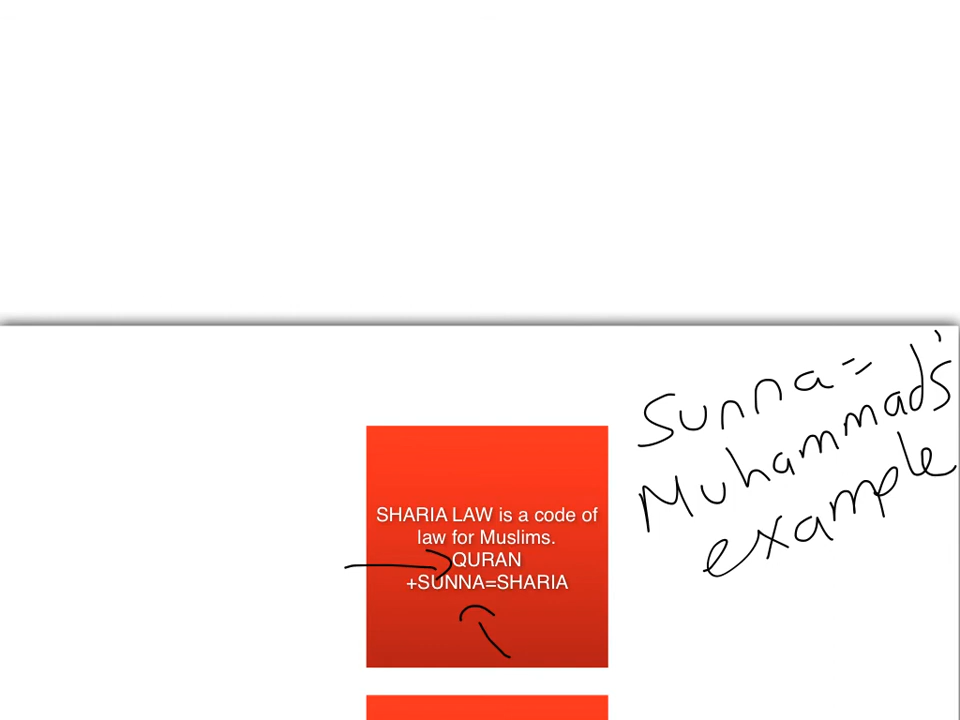 Sunna=
Muhammad's
example
SHARIA LAW is a code of
law for Muslims.
QURAN
+SUNNA=SHARIA